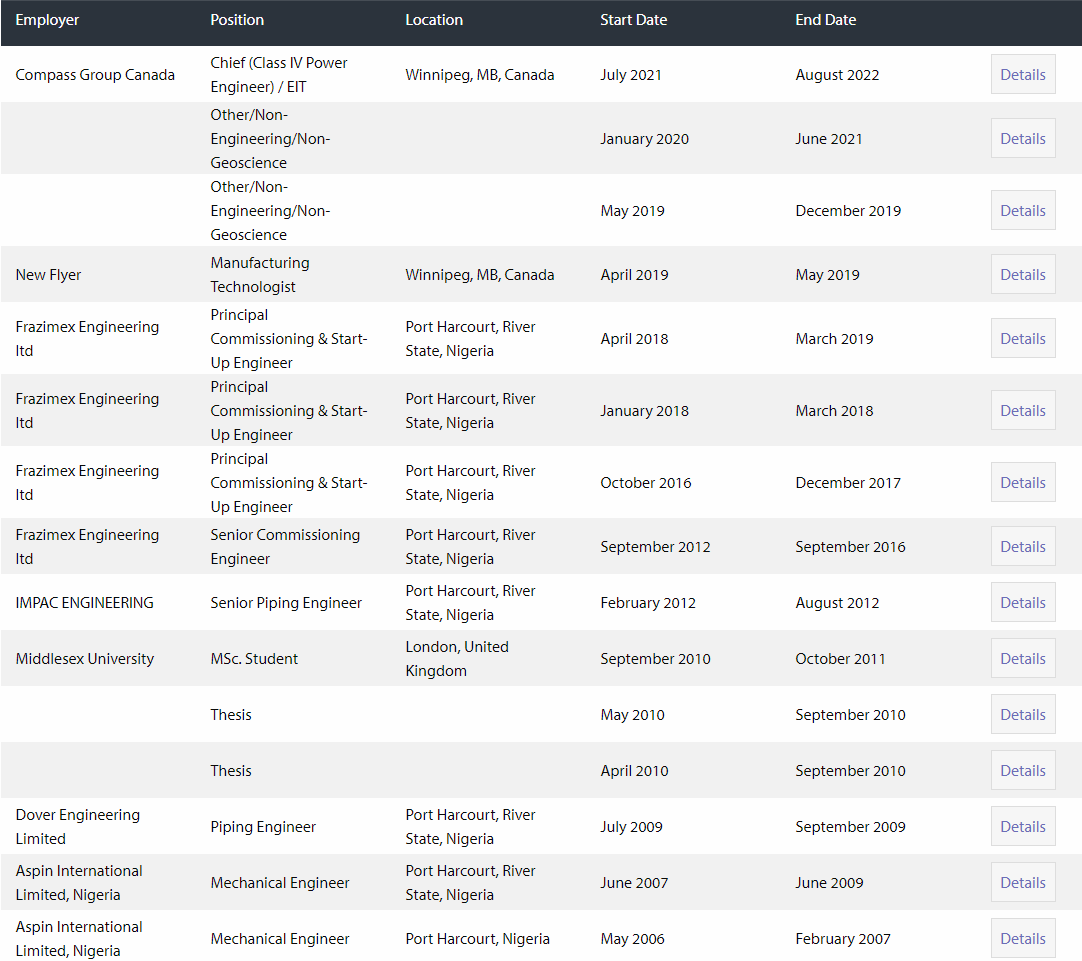 Employer Position Location Start Date End Date
Compass Group Canada Chief (Class IV Power Engineer) / EIT Winnipeg, MB, Canada July 2021 August 2022 Details
Other/Non-Engineering/Non-Geoscience January 2020 June 2021 Details
Other/Non-Engineering/Non-Geoscience May 2019 December 2019 Details
New Flyer Manufacturing Technologist Winnipeg, MB, Canada April 2019 May 2019 Details
Frazimex Engineering ltd Principal Commissioning & Start-Up Engineer Port Harcourt, River State, Nigeria April 2018 March 2019 Details
Frazimex Engineering ltd Principal Commissioning & Start-Up Engineer Port Harcourt, River State, Nigeria January 2018 March 2018 Details
Frazimex Engineering ltd Principal Commissioning & Start-Up Engineer Port Harcourt, River State, Nigeria October 2016 December 2017 Details
Frazimex Engineering ltd Senior Commissioning Engineer Port Harcourt, River State, Nigeria September 2012 September 2016 Details
IMPAC ENGINEERING Senior Piping Engineer Port Harcourt, River State, Nigeria February 2012 August 2012 Details
Middlesex University MSc. Student London, United Kingdom September 2010 October 2011 Details
Thesis May 2010 September 2010 Details
Thesis April 2010 September 2010 Details
Dover Engineering Limited Piping Engineer Port Harcourt, River State, Nigeria July 2009 September 2009 Details
Aspin International Limited, Nigeria Mechanical Engineer Port Harcourt, River State, Nigeria June 2007 June 2009 Details
Aspin International Limited, Nigeria Mechanical Engineer Port Harcourt, Nigeria May 2006 February 2007 Details